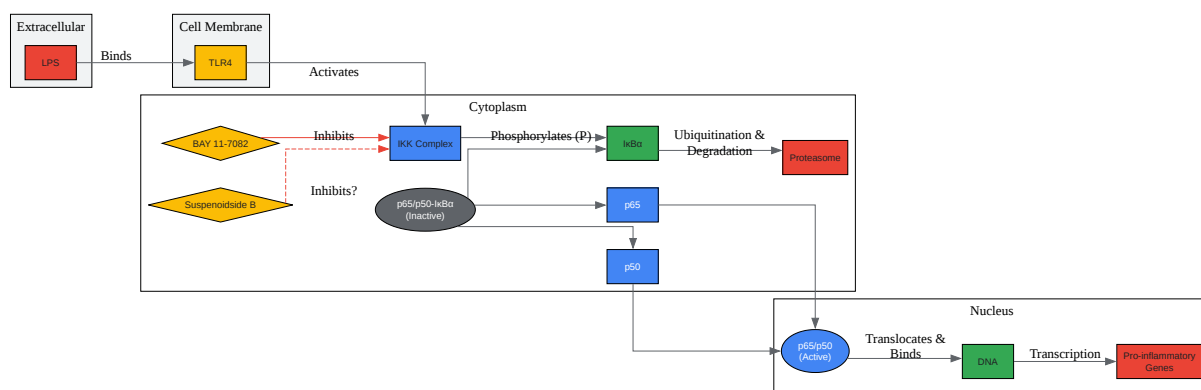 Extracellular
Cell Membrane
LPS
Binds
TLR4
Activates
Cytoplasm
BAY 11-7082
Inhibits
IKK Complex
Phosphorylates (P)
IκBα
Ubiquitination &
Degradation
Proteasome
Suspenoidside B
Inhibits?
p65/p50-IκBα
(Inactive)
p65
p50
Nucleus
p65/p50
(Active)
Translocates &
Binds
DNA
Transcription
Pro-inflammatory
Genes